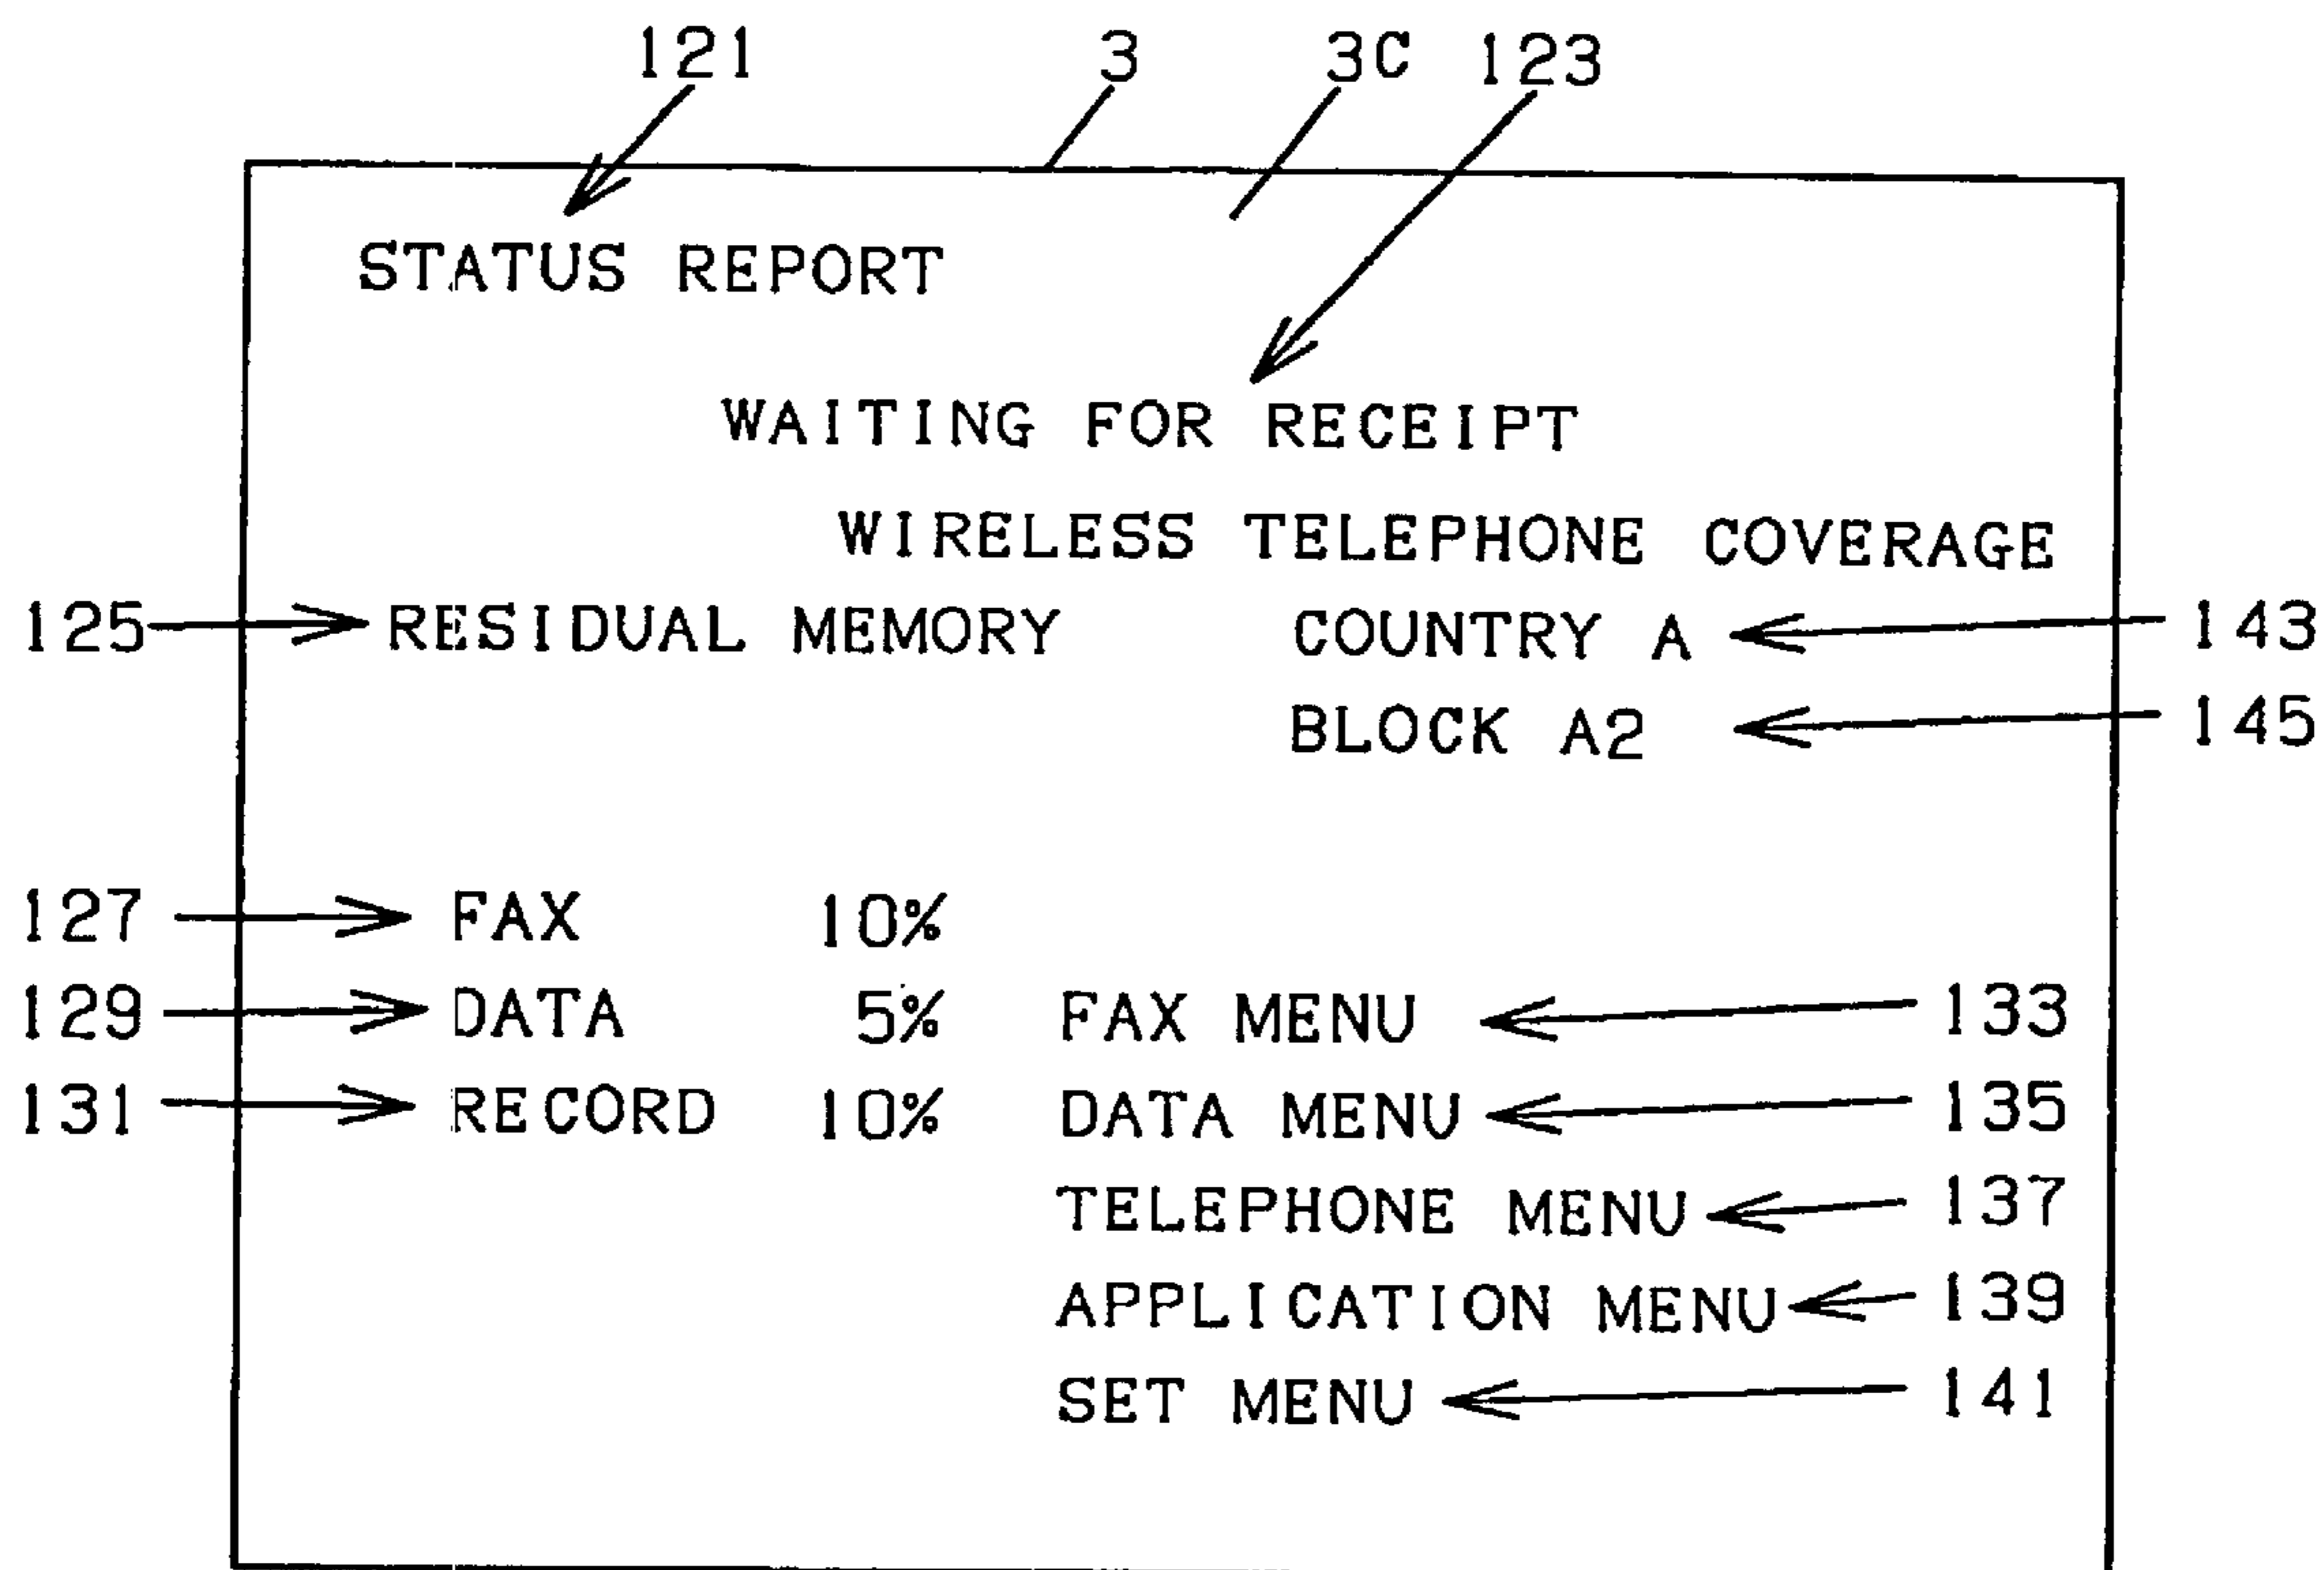 121 3 3C 123
STATUS REPORT
WAITING FOR RECEIPT
WIRELESS TELEPHONE COVERAGE
125 RESIDUAL MEMORY COUNTRY A 143
BLOCK A2 145
127 FAX 10%
129 DATA 5% FAX MENU 133
131 RECORD 10% DATA MENU 135
TELEPHONE MENU 137
APPLICATION MENU 139
SET MENU 141